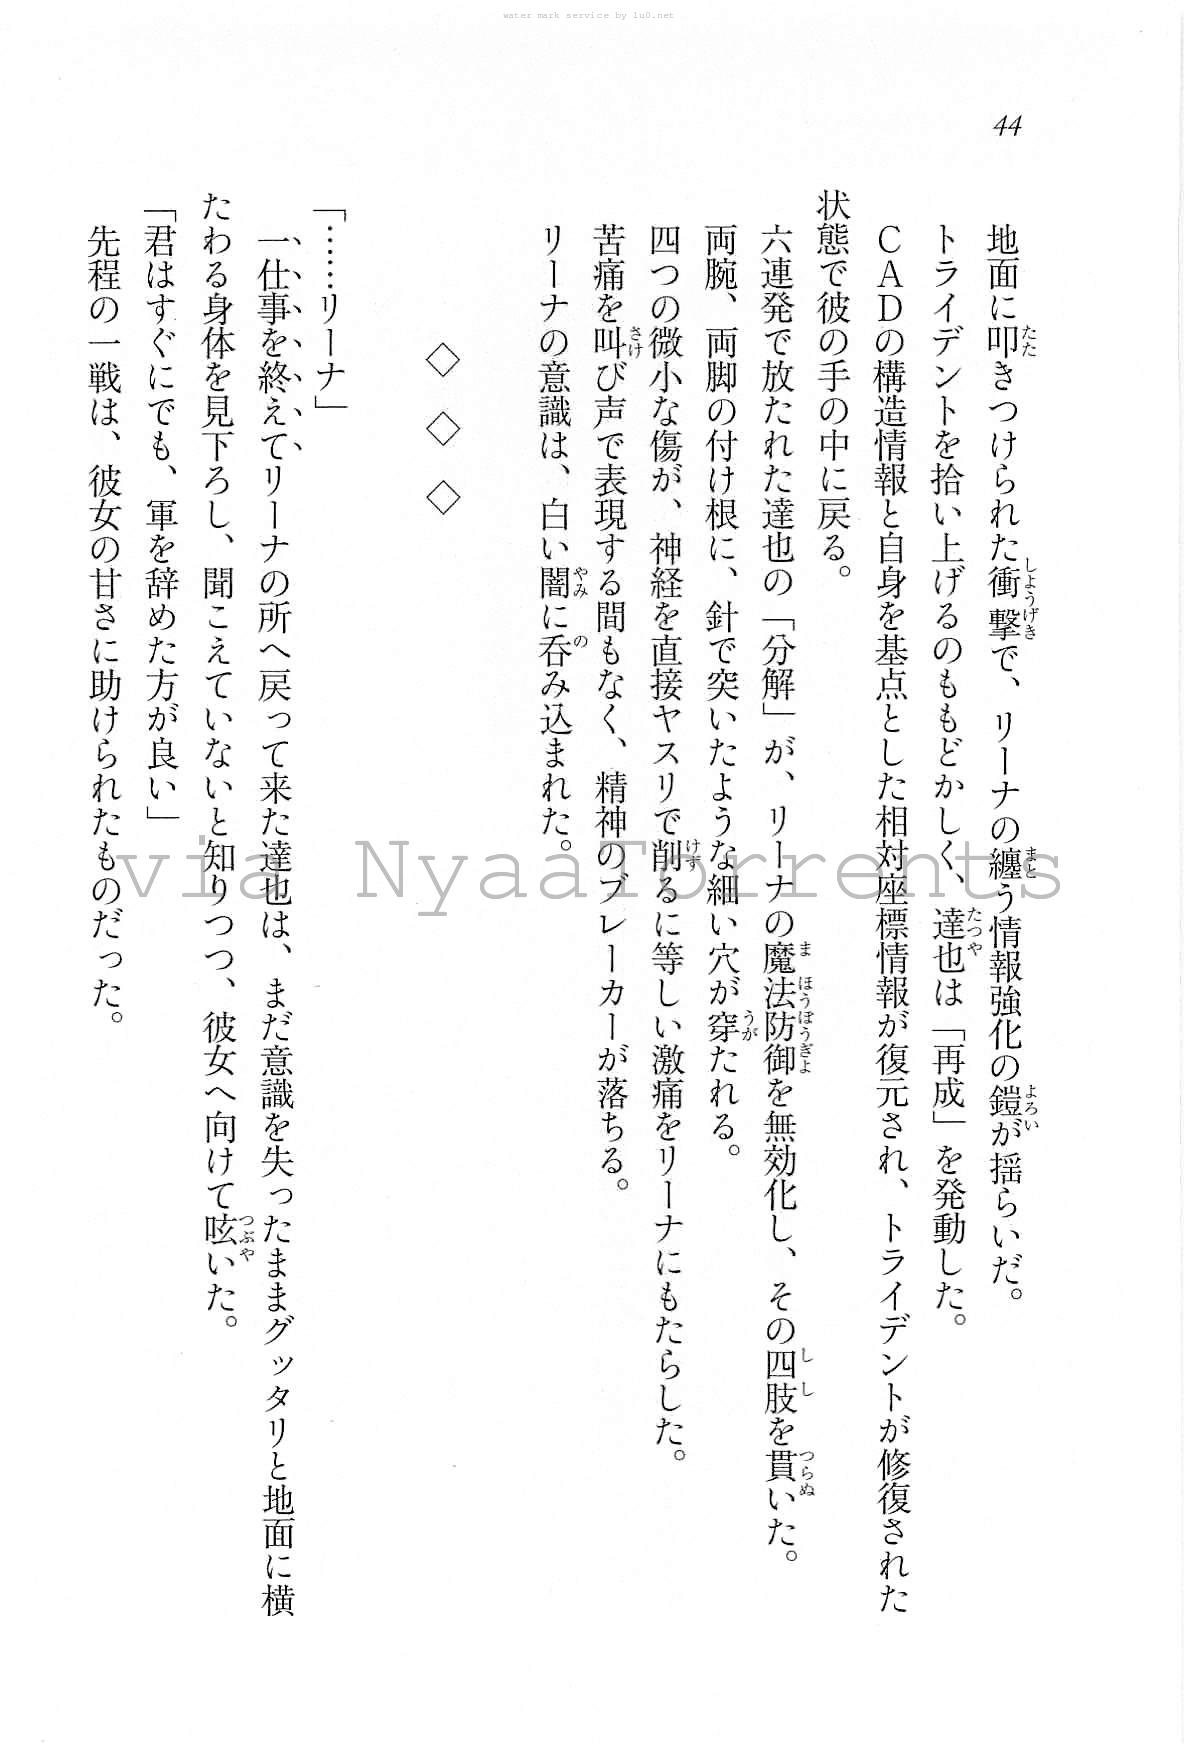 water mark service by lu0.net
44
地面に叩きつけられた衝撃で、リーナの纏う情報強化の鎧が揺らいだ。
トライデントを拾い上げるのももどかしく、達也は「再成」を発動した。
ＣＡＤの構造情報と自身を基点とした相対座標情報が復元され、トライデントが修復された
状態で彼の手の中に戻る。
六連発で放たれた達也の「分解」が、リーナの魔法防御を無効化し、その四肢を貫いた。
両腕、両脚の付け根に、針で突いたような細い穴が穿たれる。
四つの微小な傷が、神経を直接ヤスリで削るに等しい激痛をリーナにもたらした。
苦痛を叫び声で表現する間もなく、精神のブレーカーが落ちる。
リーナの意識は、白い闇に呑み込まれた。
◇ ◇ ◇
「……リーナ」
一仕事を終えてリーナの所へ戻って来た達也は、まだ意識を失ったままグッタリと地面に横
たわる身体を見下ろし、聞こえていないと知りつつ、彼女へ向けて呟いた。
「君はすぐにでも、軍を辞めた方が良い」
先程の一戦は、彼女の甘さに助けられたものだった。
via NyaaTorrents